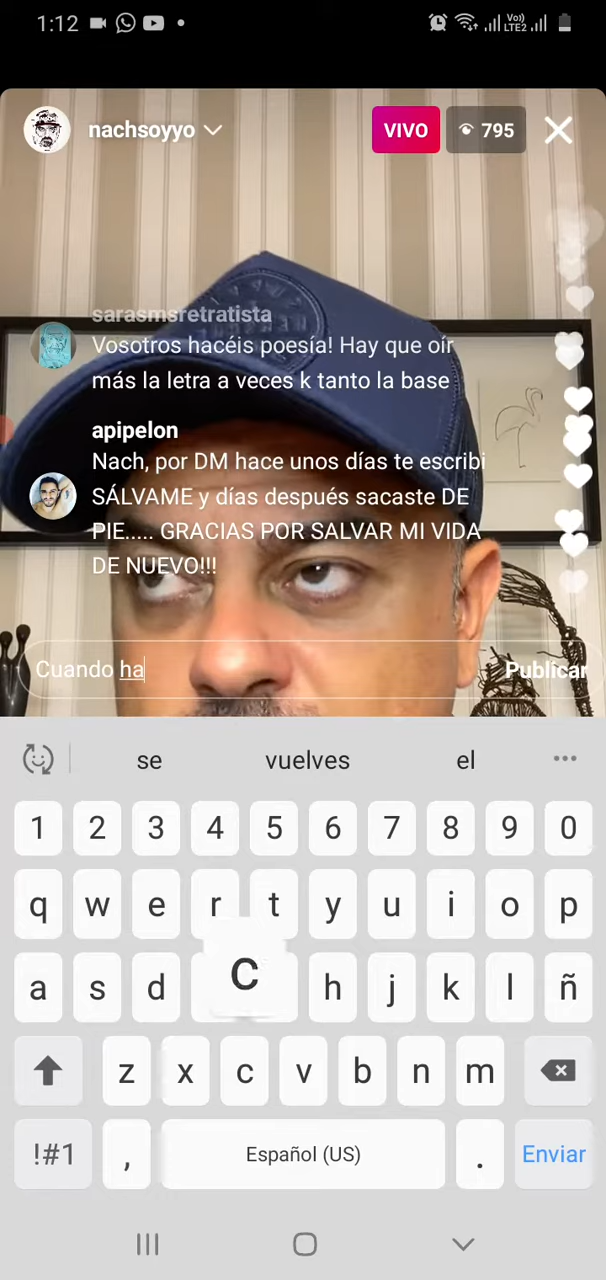 1:12
Vo)) LTE2
nachsoyyo
VIVO
795
sarasmsretratista
Vosotros hacéis poesía! Hay que oír
más la letra a veces k tanto la base
apipelon
Nach, por DM hace unos días te escribi
SÁLVAME y días después sacaste DE
PIE..... GRACIAS POR SALVAR MI VIDA
DE NUEVO!!!
Cuando ha
Publicar
se vuelves el
1 2 3 4 5 6 7 8 9 0
q w e r t y u i o p
a s d C h j k l ñ
z x c v b n m
!#1 , Español (US) . Enviar